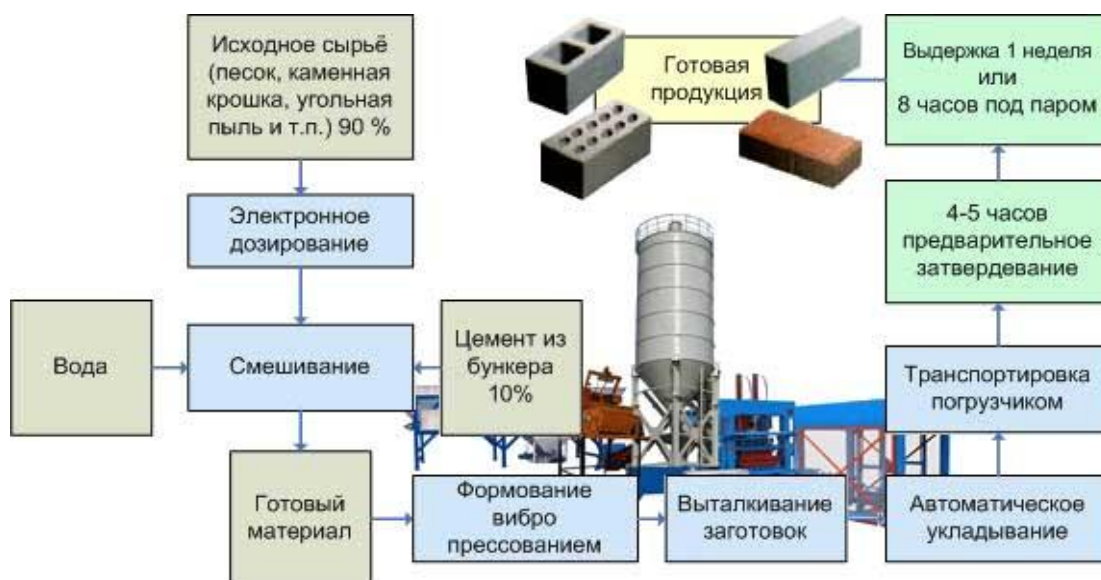 Исходное сырьё
(песок, каменная
крошка, угольная
пыль и т.п.) 90 %
Готовая
продукция
Выдержка 1 неделя
или
8 часов под паром
Электронное
дозирование
4-5 часов
предварительное
затвердевание
Вода
Смешивание
Цемент из
бункера
10%
Транспортировка
погрузчиком
Готовый
материал
Формование
вибро
прессованием
Выталкивание
заготовок
Автоматическое
укладывание